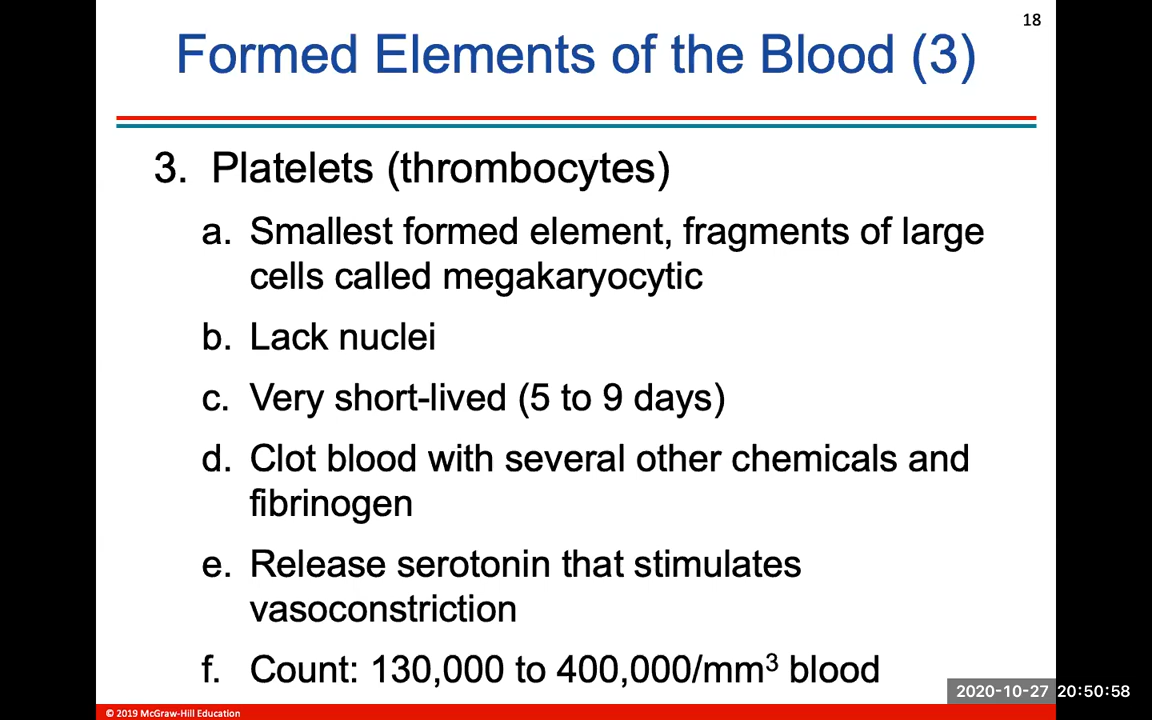 18
Formed Elements of the Blood (3)
3. Platelets (thrombocytes)
a. Smallest formed element, fragments of large
cells called megakaryocytic
b. Lack nuclei
c. Very short-lived (5 to 9 days)
d. Clot blood with several other chemicals and
fibrinogen
e. Release serotonin that stimulates
vasoconstriction
f. Count: 130,000 to 400,000/mm³ blood
2020-10-27 20:50:58
© 2019 McGraw-Hill Education